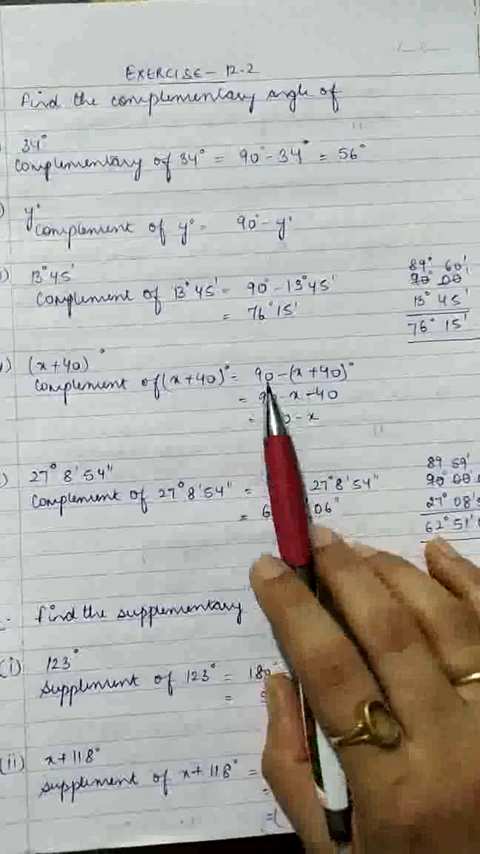 EXERCISE - 12.2
Find the complementary angle of
34°
Complementary of 34° = 90° - 34° = 56°
y°
Complement of y° = 90° - y°
13° 45'
Complement of 13° 45' = 90° - 13° 45'
= 76° 15'
89° 60'
90° 00
13° 45'
76° 15'
(x+40)°
Complement of (x+40)° = 90 - (x+40)°
- x - 40
- x
27° 8' 54"
Complement of 27° 8' 54" = 27° 8' 54"
= 6 06"
89 59'
90° 00'
27° 08'
62° 51'
Find the supplementary
(i) 123°
Supplement of 123° = 180
=
(ii) x + 118°
Supplement of x + 118° =
=